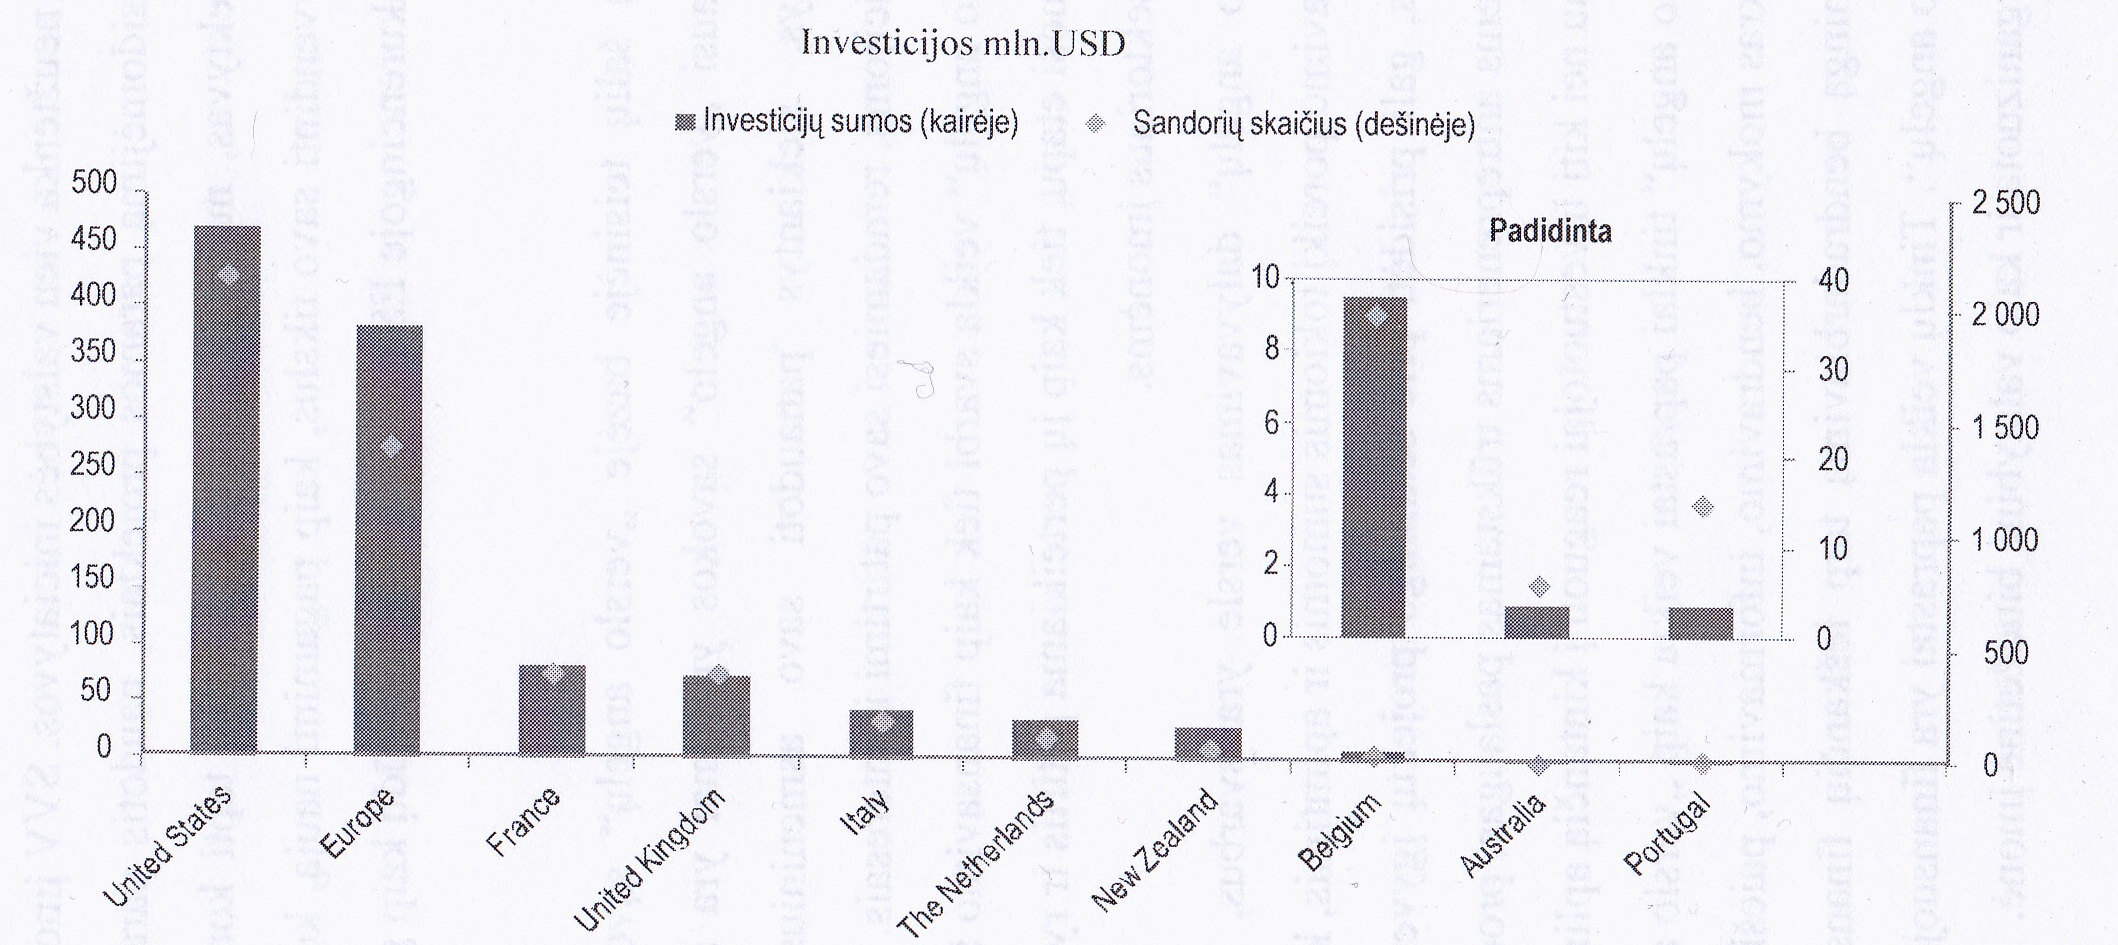 Investicijos mln.USD
Investicijų sumos (kairėje) Sandorių skaičius (dešinėje)
500
450
400
350
300
250
200
150
100
50
0
Padidinta
10
8
6
4
2
0
40
30
20
10
0
2 500
2 000
1 500
1 000
500
0
United States
Europe
France
United Kingdom
Italy
The Netherlands
New Zealand
Belgium
Australia
Portugal